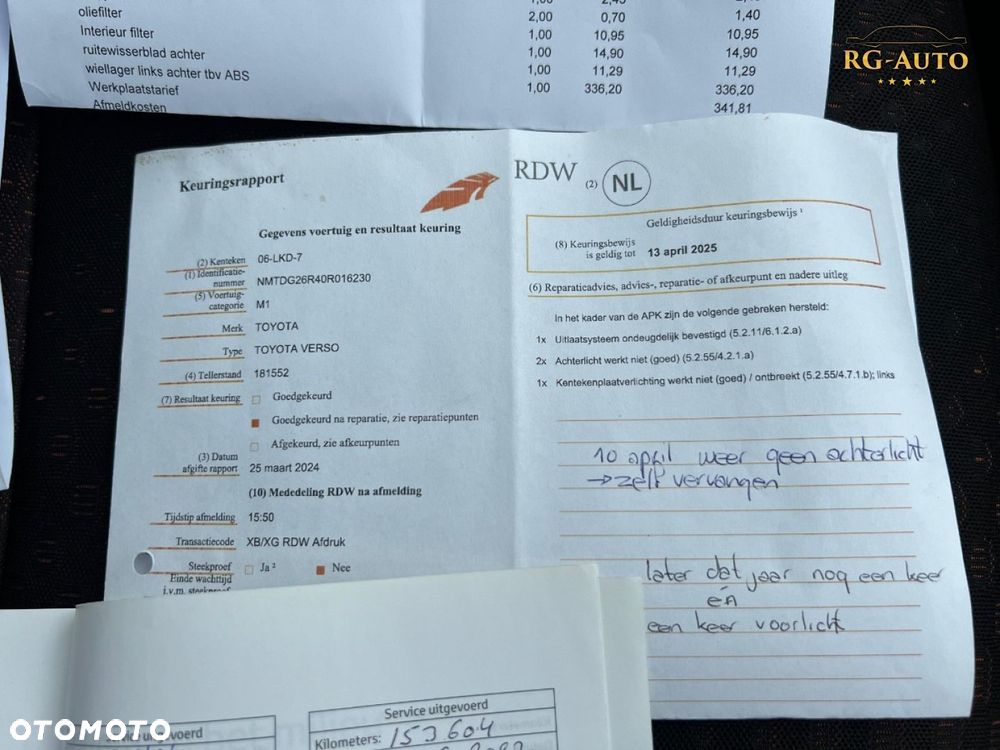 oliefilter 2,00 0,70 1,40
Interieur filter 1,00 10,95 10,95
ruitewisserblad achter 1,00 14,90 14,90
wiellager links achter tbv ABS 1,00 11,29 11,29
Werkplaatstarief 1,00 336,20 336,20
Afmeldkosten 341,81
RG-AUTO
Keuringsrapport
RDW (2) NL
Gegevens voertuig en resultaat keuring
(2) Kenteken 06-LKD-7
(1) Identificatie-
nummer NMTDG26R40R016230
(5) Voertuig-
categorie M1
Merk TOYOTA
Type TOYOTA VERSO
(4) Tellerstand 181552
(7) Resultaat keuring Goedgekeurd
Goedgekeurd na reparatie, zie reparatiepunten
Afgekeurd, zie afkeurpunten
(3) Datum
afgifte rapport 25 maart 2024
(10) Mededeling RDW na afmelding
Tijdstip afmelding 15:50
Transactiecode XB/XG RDW Afdruk
Steekproef Ja ² Nee
Einde wachttijd
i.v.m. steekproef
Geldigheidsduur keuringsbewijs ¹
(8) Keuringsbewijs
is geldig tot 13 april 2025
(6) Reparatieadvies, advies-, reparatie- of afkeurpunt en nadere uitleg
In het kader van de APK zijn de volgende gebreken hersteld:
1x Uitlaatsysteem ondeugdelijk bevestigd (5.2.11/6.1.2.a)
2x Achterlicht werkt niet (goed) (5.2.55/4.2.1.a)
1x Kentekenplaatverlichting werkt niet (goed) / ontbreekt (5.2.55/4.7.1.b); links
10 april weer geen achterlicht
→ zelf vervangen
later dat jaar nog een keer
én
een keer voorlicht
Service uitgevoerd
Kilometers: 153604
uitgevoerd
OTOMOTO